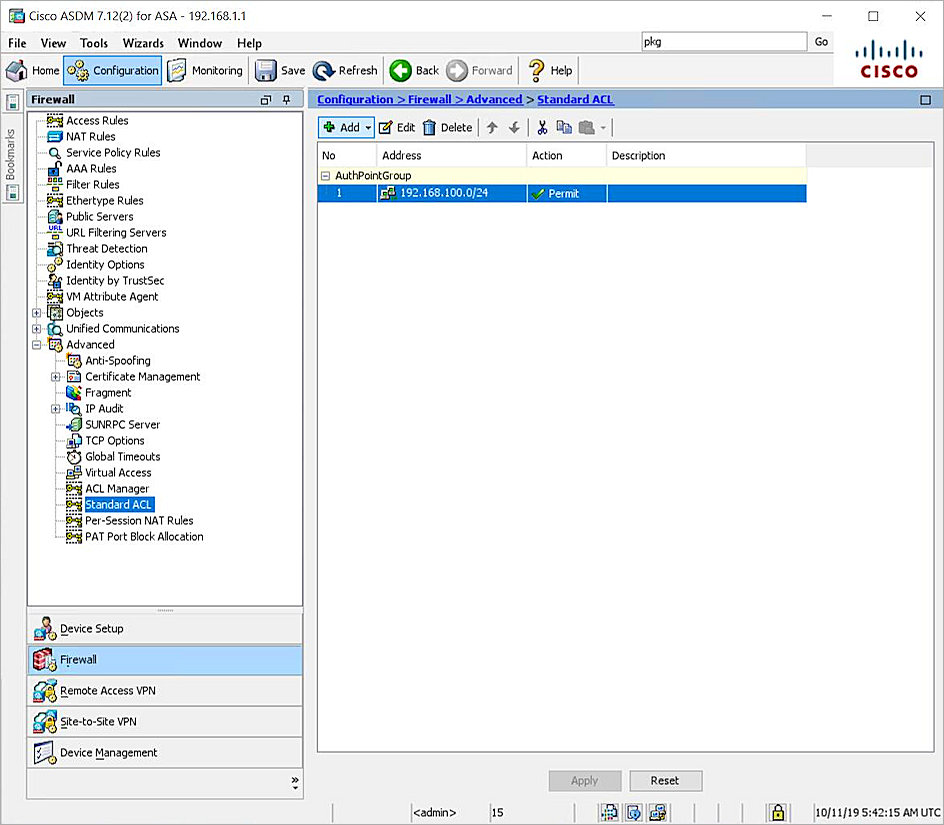 Cisco ASDM 7.12(2) for ASA - 192.168.1.1
File View Tools Wizards Window Help
pkg Go
Home Configuration Monitoring Save Refresh Back Forward Help
CISCO
Bookmarks
Firewall
Access Rules
NAT Rules
Service Policy Rules
AAA Rules
Filter Rules
Ethertype Rules
Public Servers
URL URL Filtering Servers
Threat Detection
Identity Options
Identity by TrustSec
VM Attribute Agent
Objects
Unified Communications
Advanced
Anti-Spoofing
Certificate Management
Fragment
IP Audit
SUNRPC Server
TCP Options
Global Timeouts
Virtual Access
ACL Manager
Standard ACL
Per-Session NAT Rules
PAT Port Block Allocation
Device Setup
Firewall
Remote Access VPN
Site-to-Site VPN
Device Management
Configuration > Firewall > Advanced > Standard ACL
Add Edit Delete
No Address Action Description
AuthPointGroup
1 192.168.100.0/24 Permit
Apply Reset
<admin> 15 10/11/19 5:42:15 AM UTC